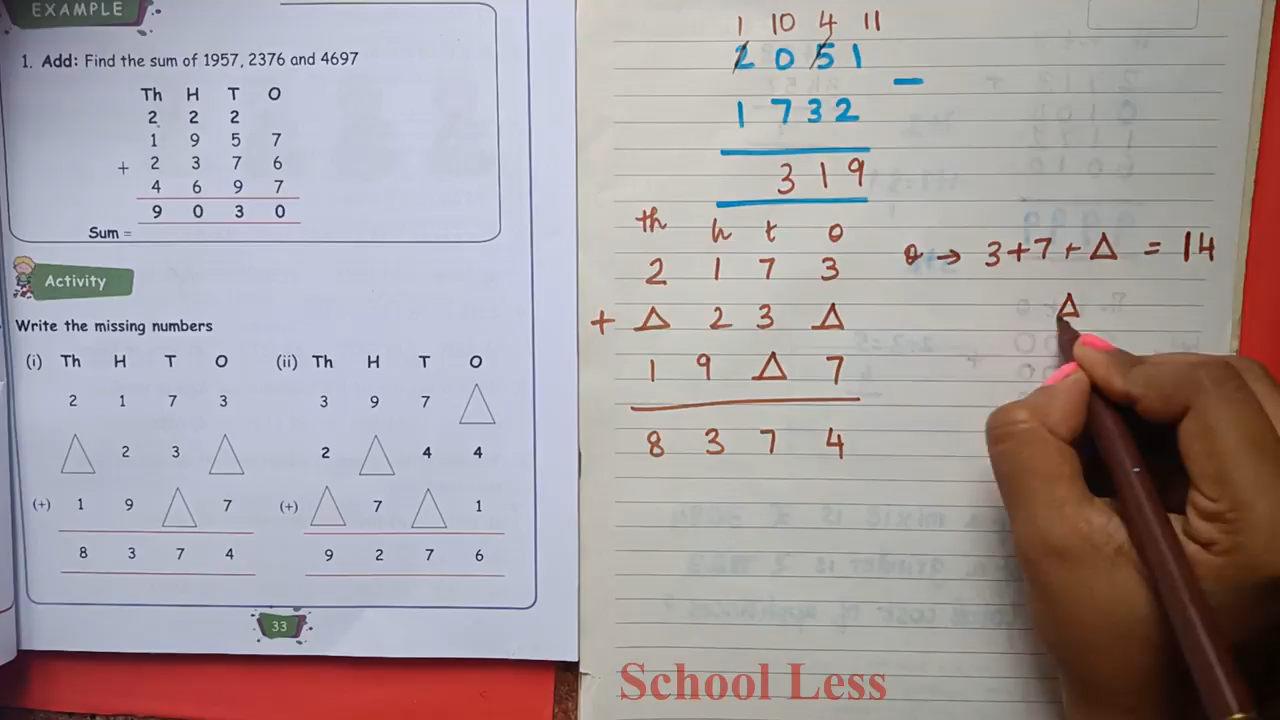 EXAMPLE
1. Add: Find the sum of 1957, 2376 and 4697
Th H T O
2 2 2
1 9 5 7
+ 2 3 7 6
4 6 9 7
9 0 3 0
Sum =
Activity
Write the missing numbers
(i) Th H T O
2 1 7 3
△ 2 3 △
(+) 1 9 △ 7
8 3 7 4
(ii) Th H T O
3 9 7 △
2 △ 4 4
(+) △ 7 △ 1
9 2 7 6
33
1 10 4 11
2 0 5 1 -
1 7 3 2
3 1 9
th h t o
2 1 7 3
+ △ 2 3 △
1 9 △ 7
8 3 7 4
o → 3+7+△ = 14
△
School Less